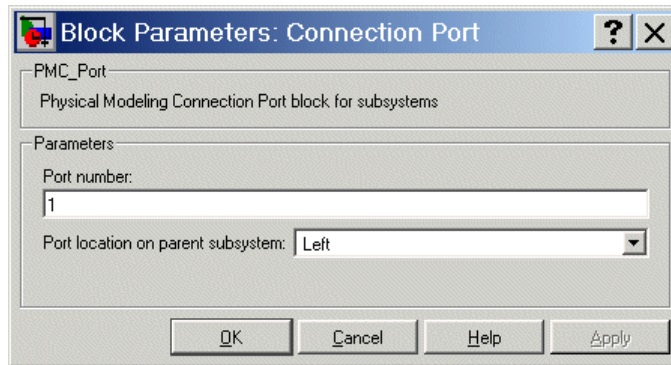 Block Parameters: Connection Port
PMC_Port
Physical Modeling Connection Port block for subsystems
Parameters
Port number:
1
Port location on parent subsystem: Left
OK Cancel Help Apply